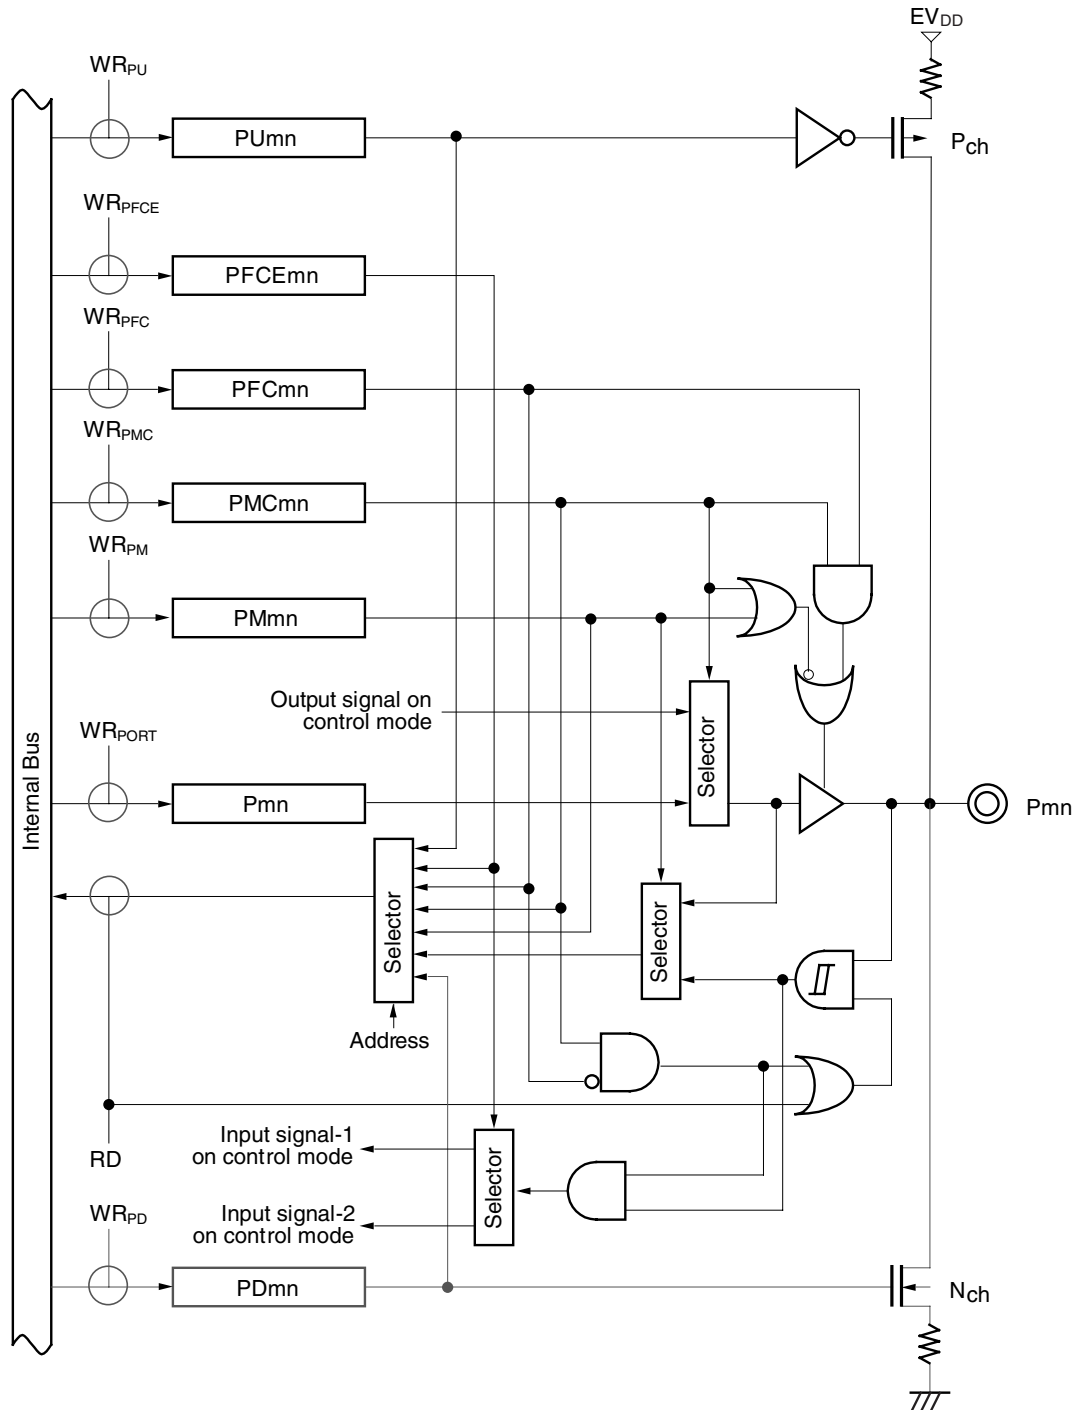 EVDD
WRPU
PUmn
Pch
WRPFCE
PFCEmn
WRPFC
PFCmn
WRPMC
PMCmn
WRPM
PMmn
Output signal on
control mode
Selector
WRPORT
Pmn
Pmn
Internal Bus
Selector
Selector
Address
RD
Input signal-1
on control mode
Selector
Input signal-2
on control mode
WRPD
PDmn
Nch